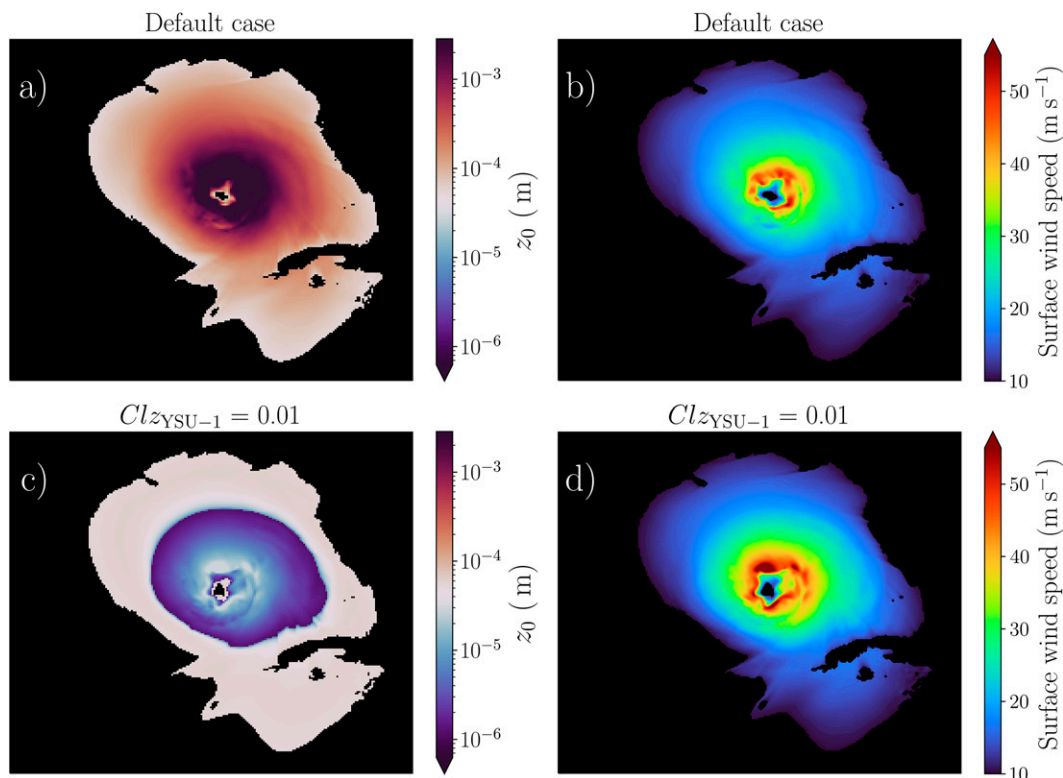 Default case
a)
10⁻³
10⁻⁴
10⁻⁵
10⁻⁶
z₀ ( m)
Default case
b)
50
40
30
20
10
Surface wind speed (m s⁻¹)
Clz_YSU−1 = 0.01
c)
10⁻³
10⁻⁴
10⁻⁵
10⁻⁶
z₀ ( m)
Clz_YSU−1 = 0.01
d)
50
40
30
20
10
Surface wind speed (m s⁻¹)